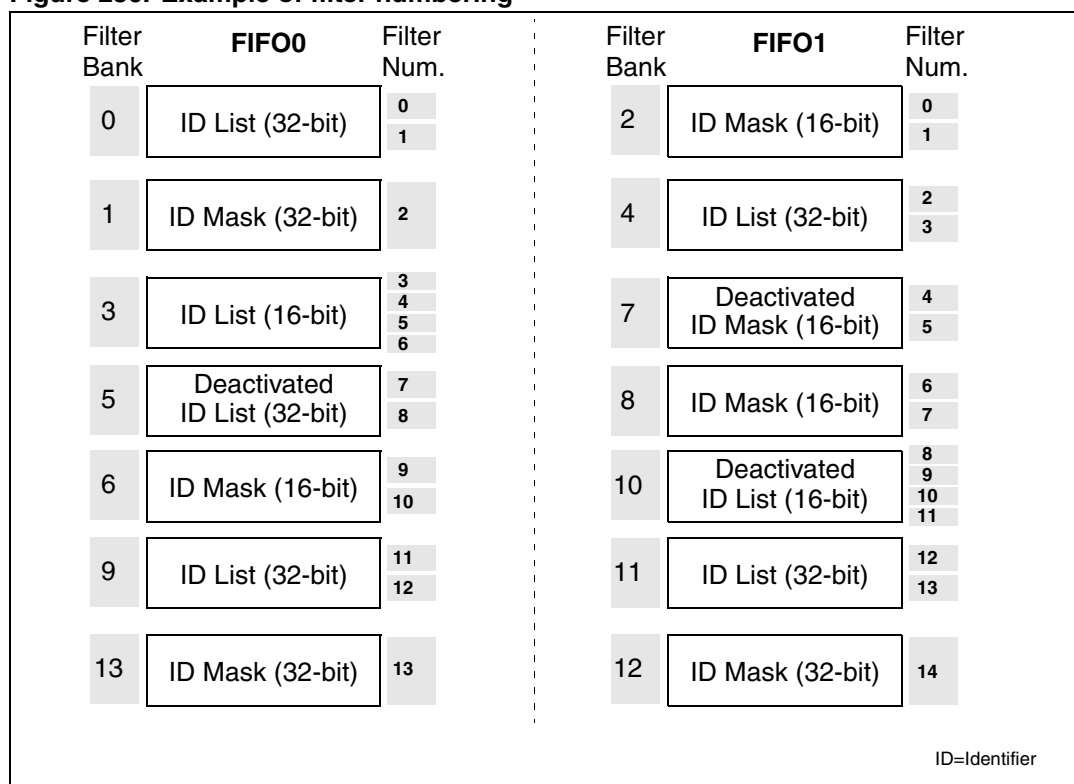 Filter Bank FIFO0 Filter Num.
0 ID List (32-bit) 0 1
1 ID Mask (32-bit) 2
3 ID List (16-bit) 3 4 5 6
5 Deactivated ID List (32-bit) 7 8
6 ID Mask (16-bit) 9 10
9 ID List (32-bit) 11 12
13 ID Mask (32-bit) 13
Filter Bank FIFO1 Filter Num.
2 ID Mask (16-bit) 0 1
4 ID List (32-bit) 2 3
7 Deactivated ID Mask (16-bit) 4 5
8 ID Mask (16-bit) 6 7
10 Deactivated ID List (16-bit) 8 9 10 11
11 ID List (32-bit) 12 13
12 ID Mask (32-bit) 14
ID=Identifier